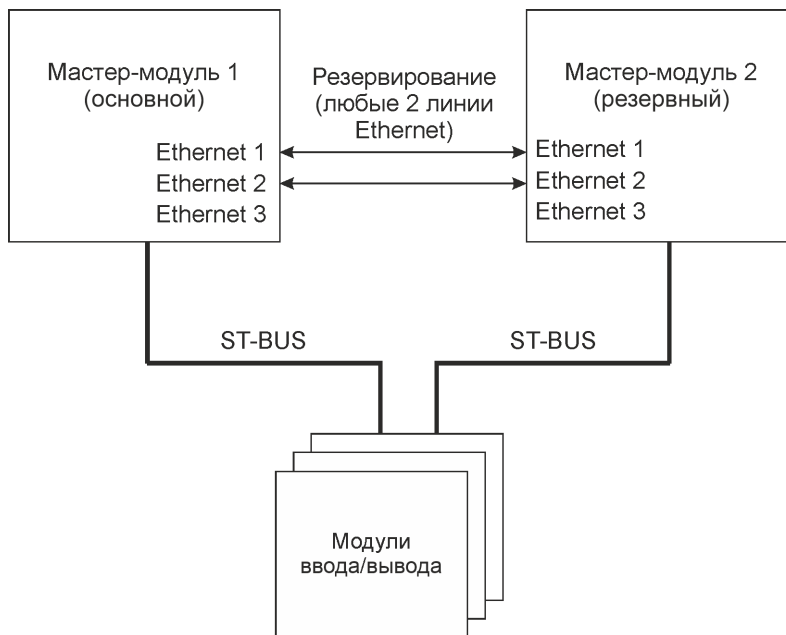 Мастер-модуль 1
(основной)
Ethernet 1
Ethernet 2
Ethernet 3
Резервирование
(любые 2 линии
Ethernet)
Мастер-модуль 2
(резервный)
Ethernet 1
Ethernet 2
Ethernet 3
ST-BUS
ST-BUS
Модули
ввода/вывода